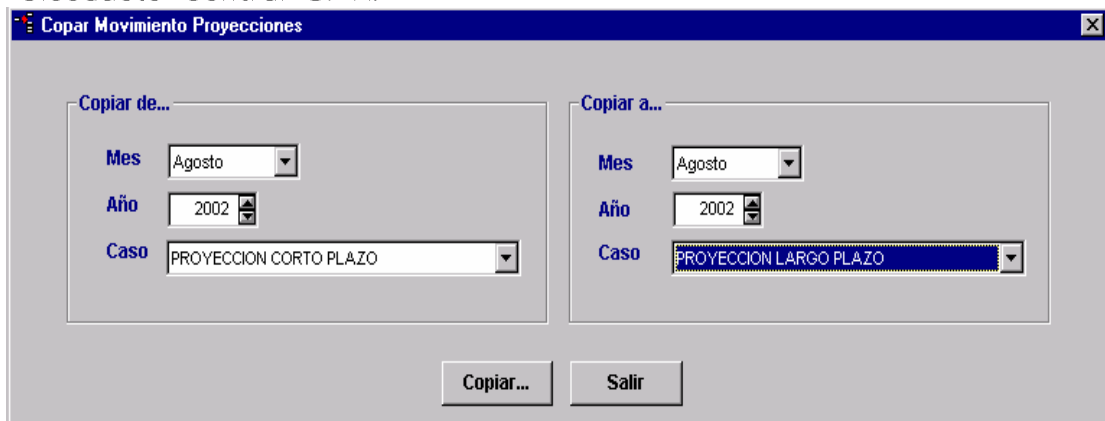 Copar Movimiento Proyecciones
Copiar de...
Mes Agosto
Año 2002
Caso PROYECCION CORTO PLAZO
Copiar a...
Mes Agosto
Año 2002
Caso PROYECCION LARGO PLAZO
Copiar... Salir